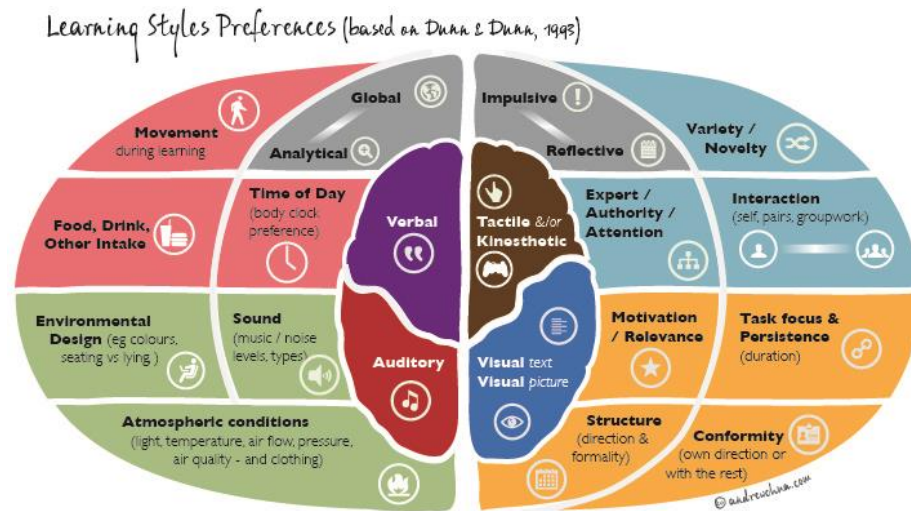 Learning Styles Preferences (based on Dunn & Dunn, 1993)
Global
Movement
during learning
Analytical
Impulsive
Reflective
Variety /
Novelty
Food, Drink,
Other Intake
Time of Day
(body clock
preference)
Verbal
Tactile &/or
Kinesthetic
Expert /
Authority /
Attention
Interaction
(self, pairs, groupwork)
Environmental
Design (eg colours,
seating vs lying,)
Sound
(music / noise
levels, types)
Auditory
Visual text
Visual picture
Motivation
/ Relevance
Task focus &
Persistence
(duration)
Atmospheric conditions
(light, temperature, air flow, pressure,
air quality - and clothing)
Structure
(direction &
formality)
Conformity
(own direction or
with the rest)
andrewchua.com